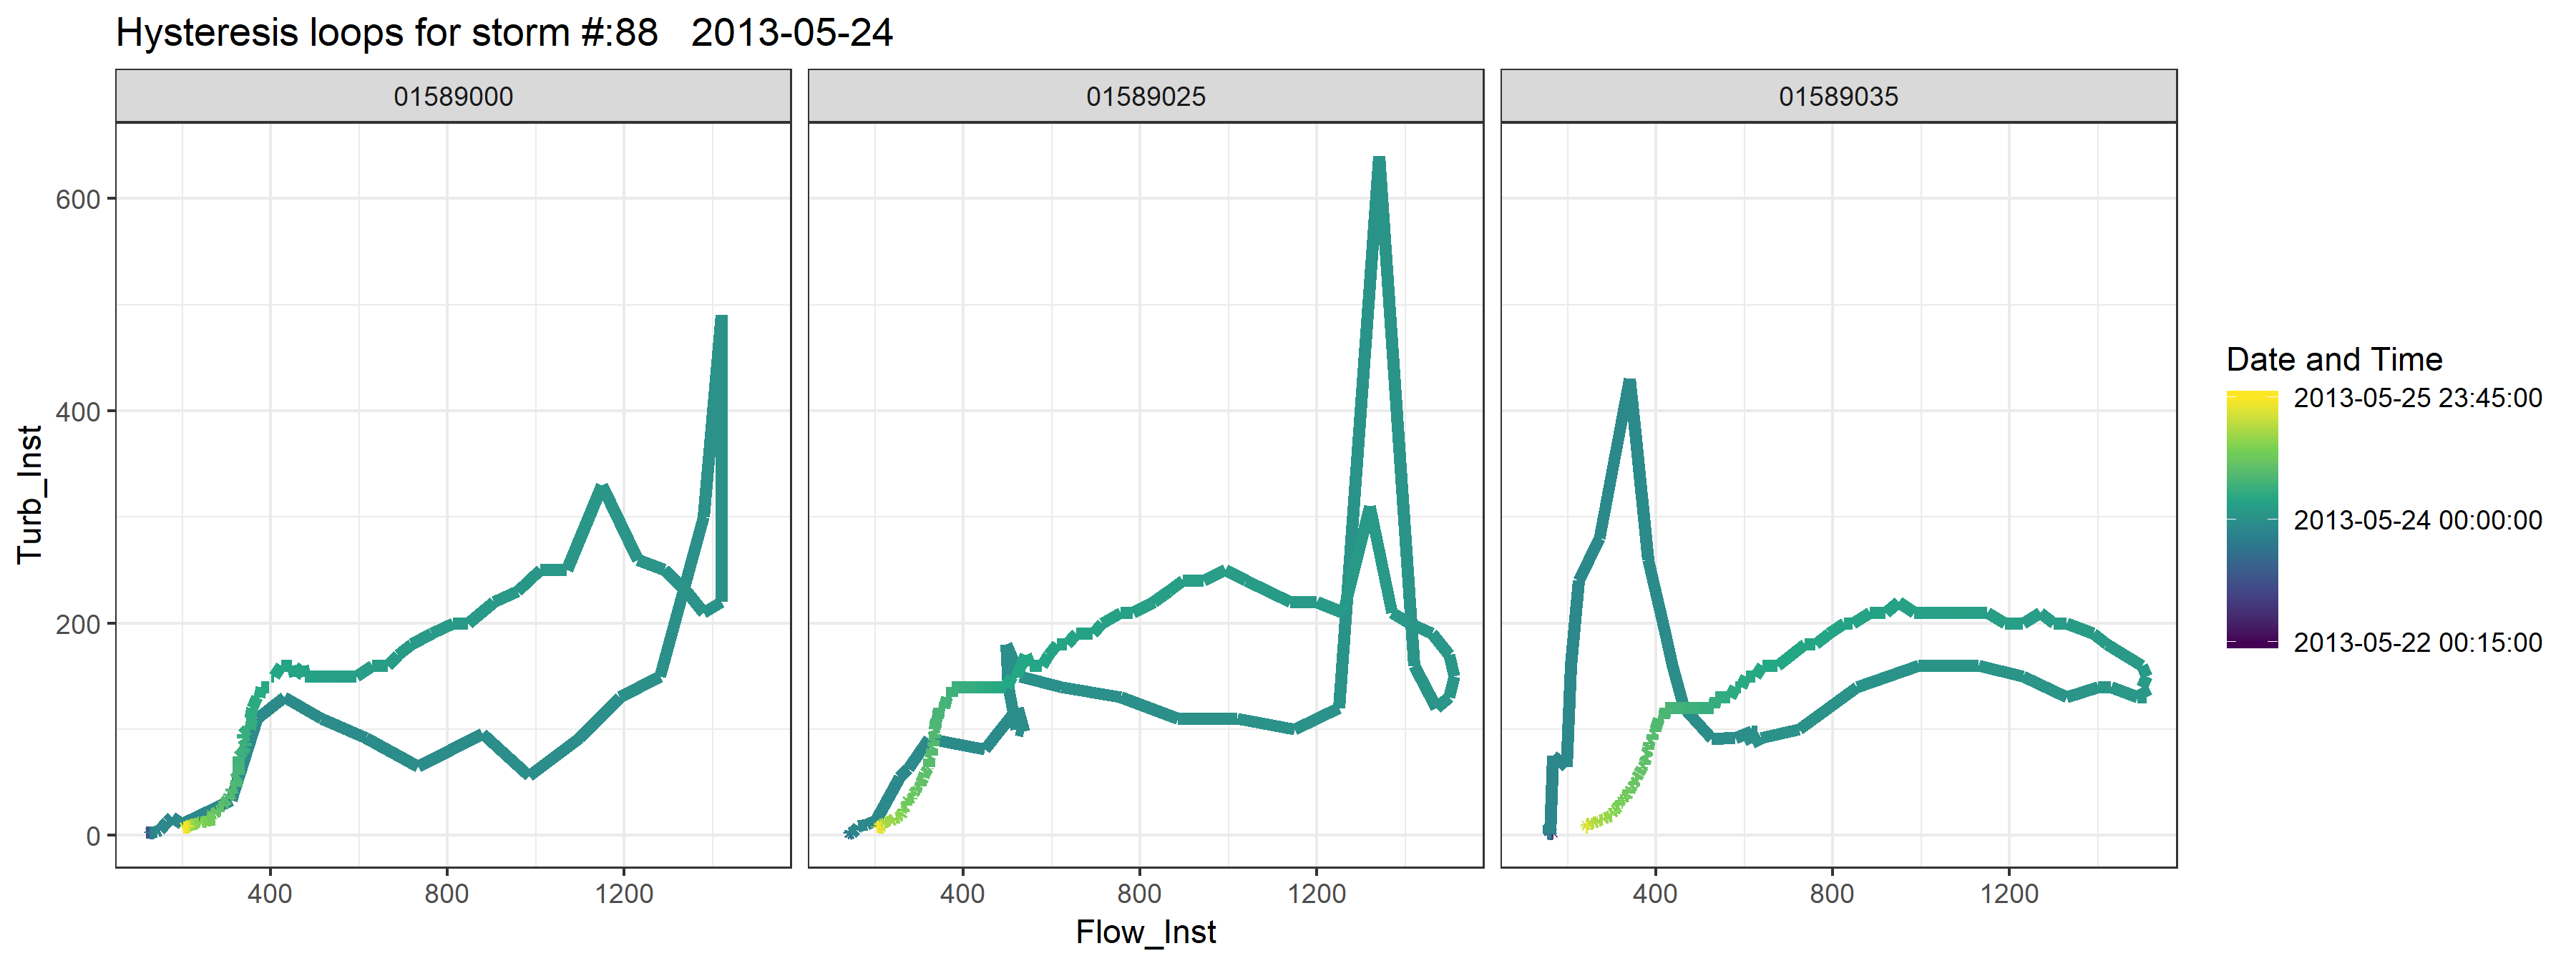 Hysteresis loops for storm #:88   2013-05-24
01589000 01589025 01589035
Turb_Inst
600
400
200
0
400 800 1200 400 800 1200 400 800 1200
Flow_Inst
Date and Time
2013-05-25 23:45:00
2013-05-24 00:00:00
2013-05-22 00:15:00